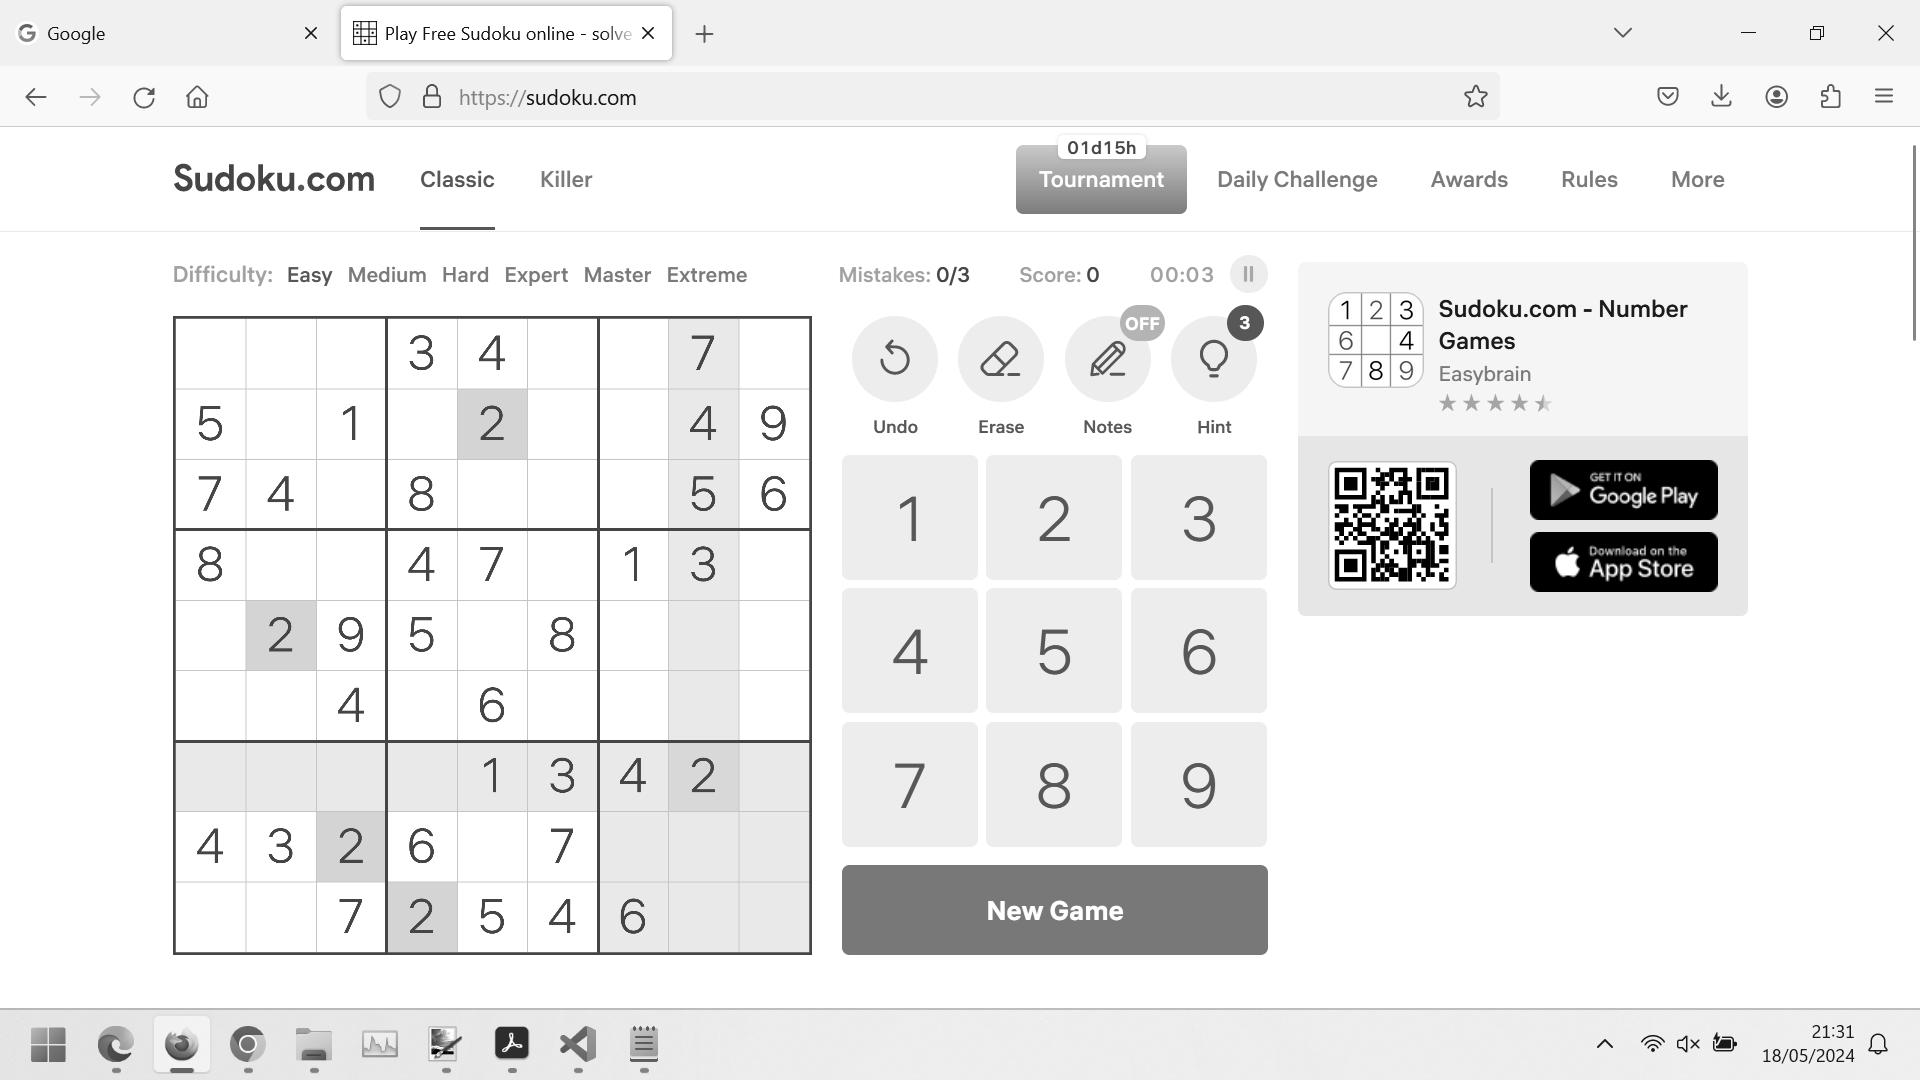 Google
Play Free Sudoku online - solve
https://sudoku.com
Sudoku.com
Classic
Killer
01d15h
Tournament
Daily Challenge
Awards
Rules
More
Difficulty: Easy Medium Hard Expert Master Extreme
Mistakes: 0/3
Score: 0
00:03
3 4 7
5 1 2 4 9
7 4 8 5 6
8 4 7 1 3
2 9 5 8
4 6
1 3 4 2
4 3 2 6 7
7 2 5 4 6
OFF
3
Undo
Erase
Notes
Hint
1 2 3
4 5 6
7 8 9
New Game
1 2 3
6 4
7 8 9
Sudoku.com - Number
Games
Easybrain
GET IT ON
Google Play
Download on the
App Store
21:31
18/05/2024